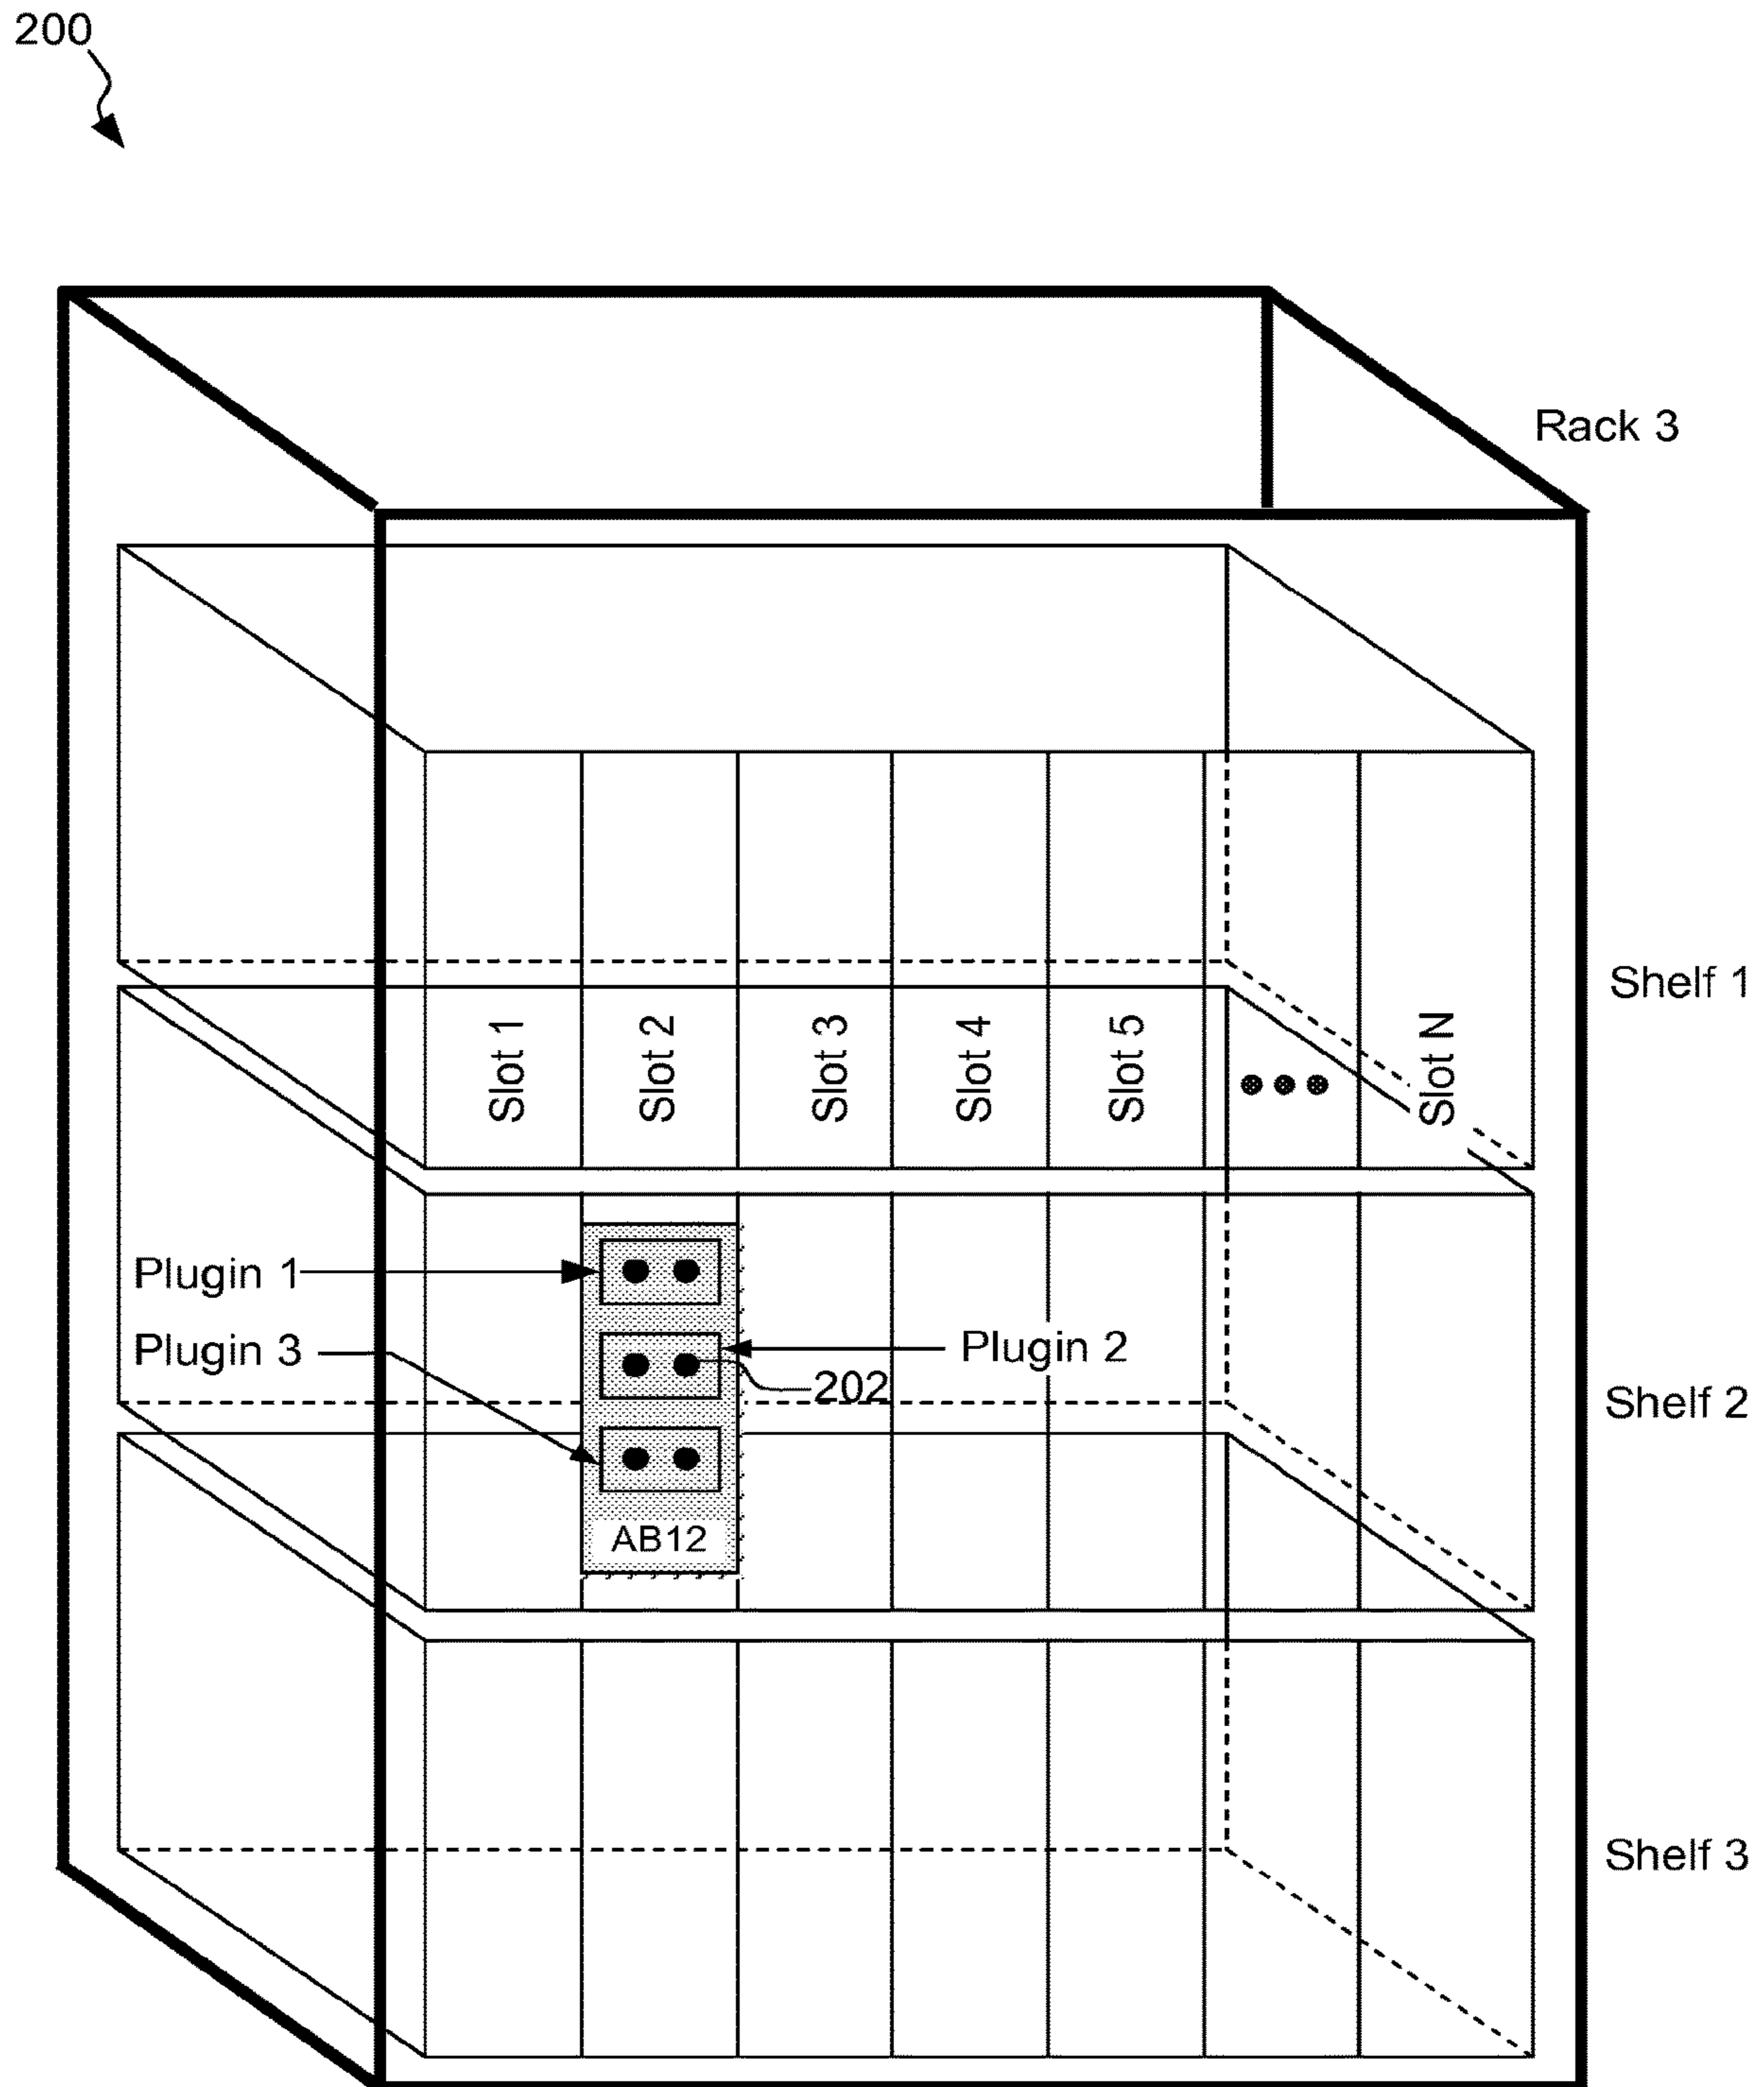 200
Rack 3
Shelf 1
Slot 1
Slot 2
Slot 3
Slot 4
Slot 5
Slot N
Plugin 1
Plugin 3
Plugin 2
202
Shelf 2
AB12
Shelf 3